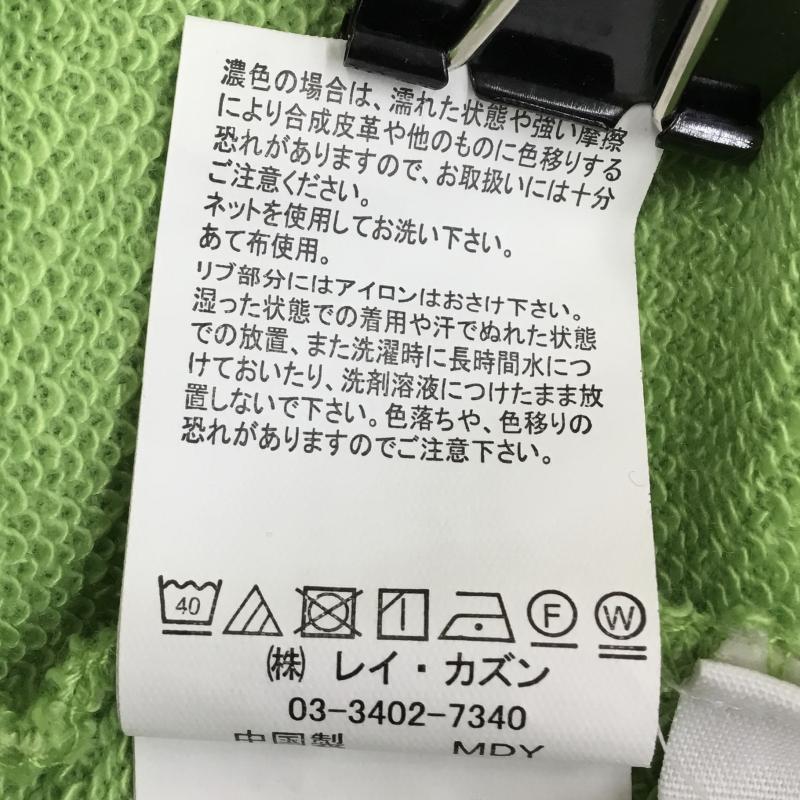 濃色の場合は、濡れた状態や強い摩擦
により合成皮革や他のものに色移りする
恐れがありますので、お取扱いには十分
ご注意ください。
ネットを使用してお洗い下さい。
あて布使用。
リブ部分にはアイロンはおさけ下さい。
湿った状態での着用や汗でぬれた状態
での放置、また洗濯時に長時間水につ
けておいたり、洗剤溶液につけたまま放
置しないで下さい。色落ちや、色移りの
恐れがありますのでご注意下さい。
40 F W
㈱ レイ・カズン
03-3402-7340
中国製 MDY